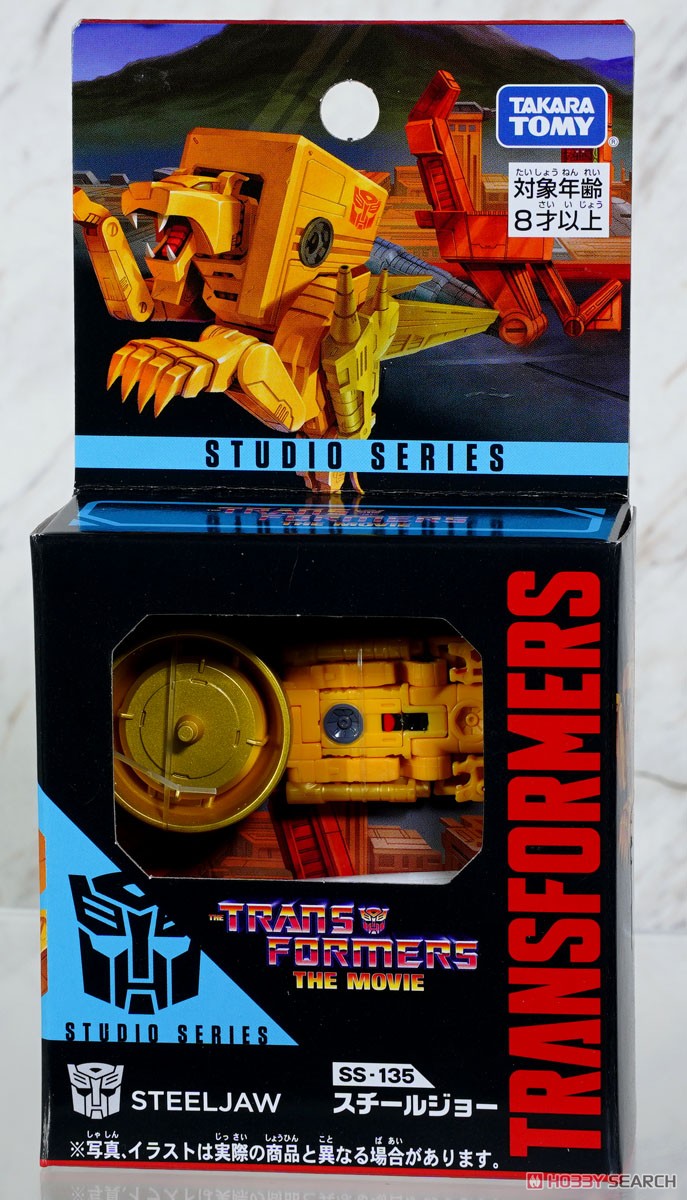 TAKARA
TOMY®
たいしょうねんれい
対象年齢
さいいじょう
8才以上
STUDIO SERIES
TRANSFORMERS
THE MOVIE
TRANSFORMERS
THE TRANS
FORMERS
THE MOVIE
STUDIO SERIES
STEELJAW
SS-135
スチールジョー
しゃしん じっさい しょうひん こと ばあい
※写真、イラストは実際の商品と異なる場合があります。
HOBBY SEARCH